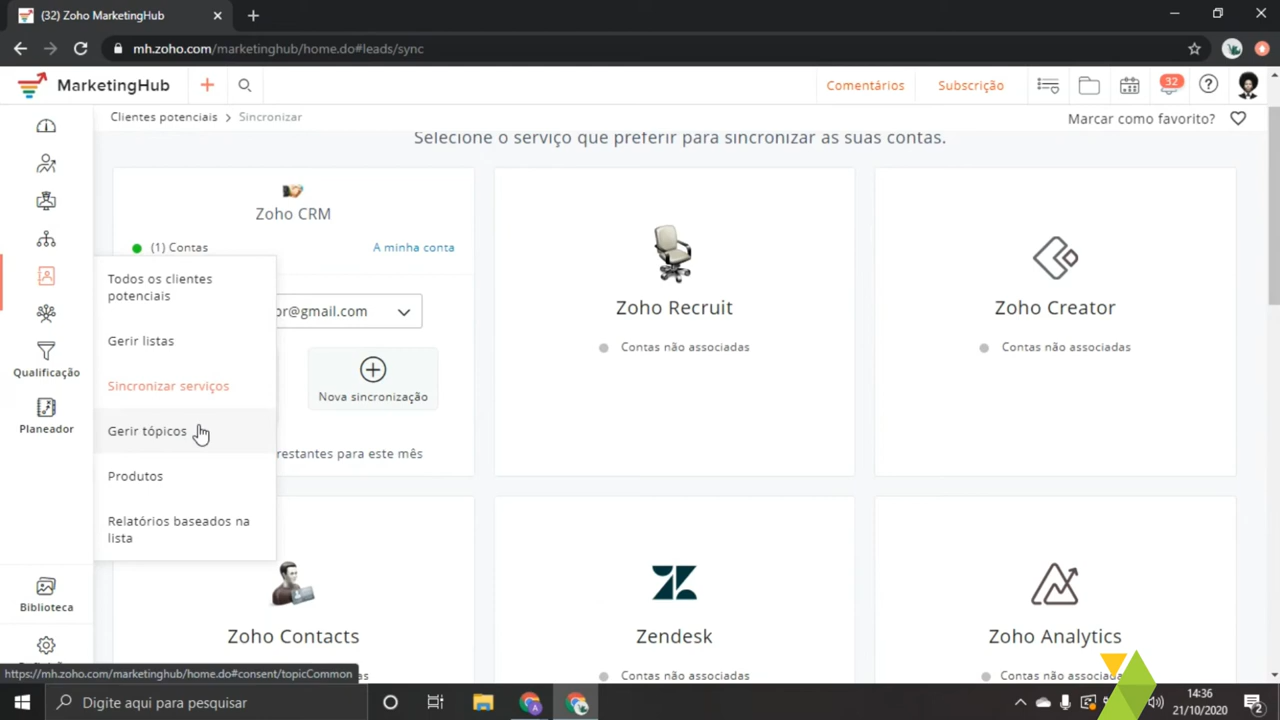 (32) Zoho MarketingHub
mh.zoho.com/marketinghub/home.do#leads/sync
MarketingHub
Comentários
Subscrição
32
Clientes potenciais > Sincronizar
Marcar como favorito?
Selecione o serviço que preferir para sincronizar as suas contas.
Zoho CRM
(1) Contas
A minha conta
or@gmail.com
Nova sincronização
restantes para este mês
Zoho Recruit
Contas não associadas
Zoho Creator
Contas não associadas
Todos os clientes
potenciais
Gerir listas
Sincronizar serviços
Gerir tópicos
Produtos
Relatórios baseados na
lista
Qualificação
Planeador
Biblioteca
Zoho Contacts
Zendesk
Contas não associadas
Zoho Analytics
Contas não associadas
https://mh.zoho.com/marketinghub/home.do#consent/topicCommon
Digite aqui para pesquisar
14:36
21/10/2020
2